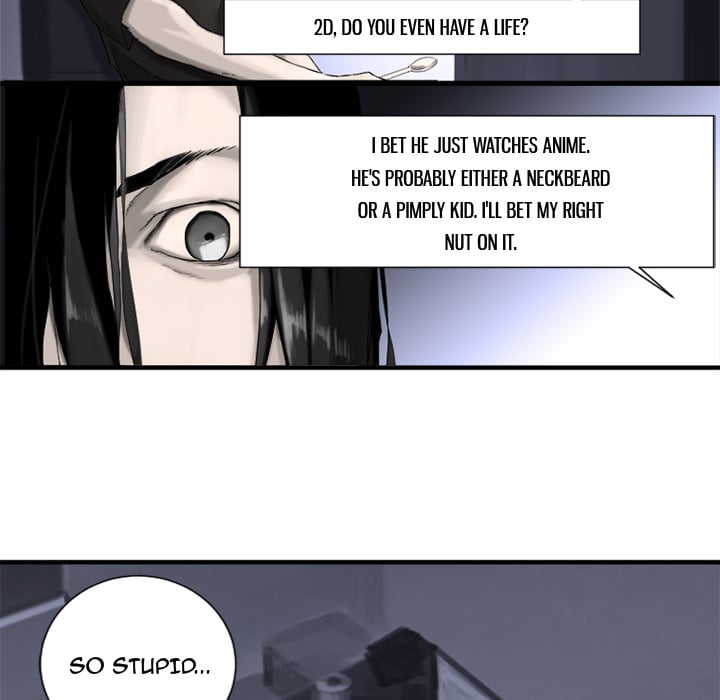 2D, DO YOU EVEN HAVE A LIFE?
I BET HE JUST WATCHES ANIME.
HE'S PROBABLY EITHER A NECKBEARD
OR A PIMPLY KID. I'LL BET MY RIGHT
NUT ON IT.
SO STUPID...